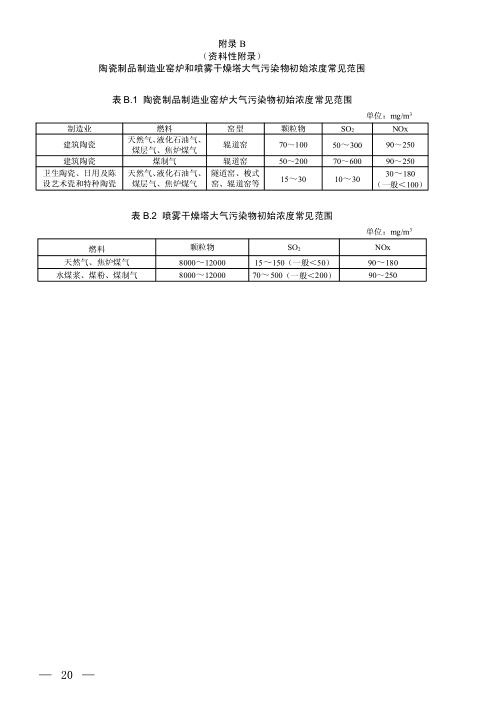 附录 B
（资料性附录）
陶瓷制品制造业窑炉和喷雾干燥塔大气污染物初始浓度常见范围
表 B.1 陶瓷制品制造业窑炉大气污染物初始浓度常见范围
单位：mg/m³
制造业 燃料 窑型 颗粒物 SO₂ NOx
建筑陶瓷 天然气、液化石油气、煤层气、焦炉煤气 辊道窑 70～100 50～300 90～250
建筑陶瓷 煤制气 辊道窑 50～200 70～600 90～250
卫生陶瓷、日用及陈设艺术瓷和特种陶瓷 天然气、液化石油气、煤层气、焦炉煤气 隧道窑、梭式窑、辊道窑等 15～30 10～30 30～180（一般＜100）
表 B.2 喷雾干燥塔大气污染物初始浓度常见范围
单位：mg/m³
燃料 颗粒物 SO₂ NOx
天然气、焦炉煤气 8000～12000 15～150（一般＜50） 90～180
水煤浆、煤粉、煤制气 8000～12000 70～500（一般＜200） 90～250
— 20 —